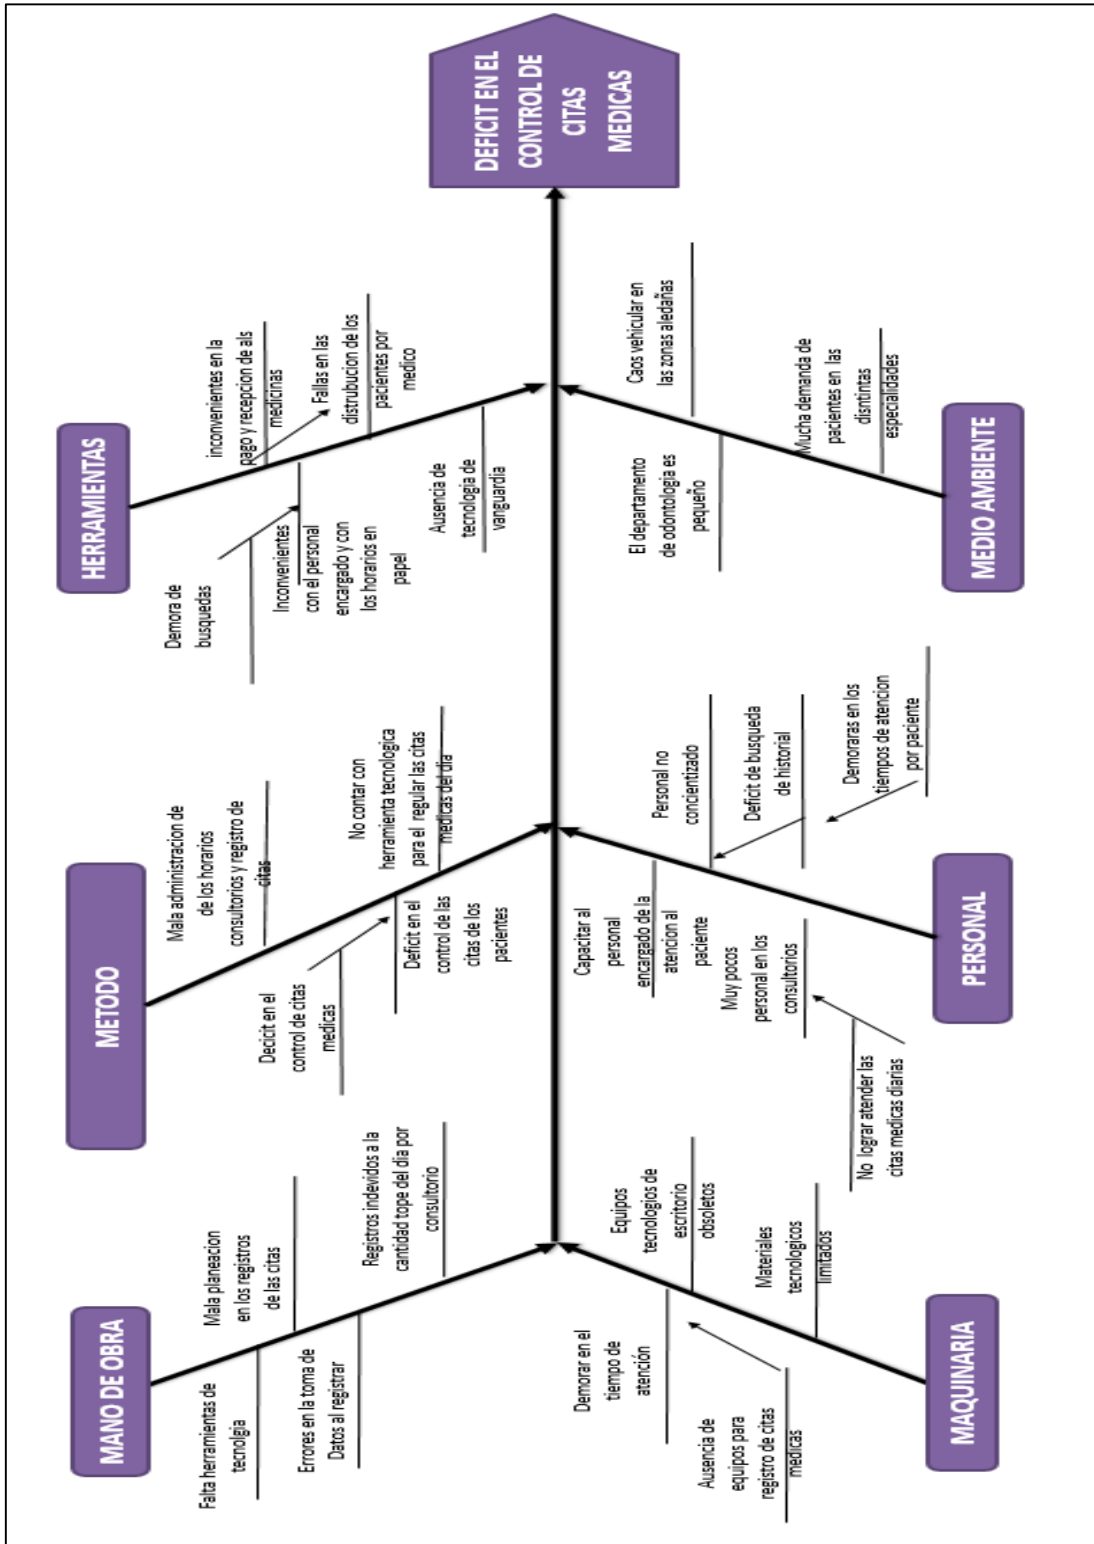 MANO DE OBRA
METODO
HERRAMIENTAS
Falta herramientas de
tecnolgia
Mala planeacion
en los registros
de las citas
Errores en la toma de
Datos al registrar
Registros indevidos a la
cantidad tope del dia por
consultorio
Mala administracion de
de los horarios
consultorios y registro de
citas
Decicit en el
control de citas
medicas
No contar con
herramienta tecnologica
para el  regular las citas
medicas del dia
Deficit en el
control de las
citas de los
pacientes
Demora de
busquedas
inconvenientes en la
pago y recepcion de als
medicinas
Inconvenientes
con el personal
encargado y con
los horarios en
papel
Fallas en las
distrubucion de los
pacientes por
medico
Ausencia de
tecnologia de
vanguardia
DEFICIT EN EL
CONTROL DE
CITAS
MEDICAS
Demorar en el
tiempo de
atención
Equipos
tecnologios de
escritorio
obsoletos
Ausencia de
equipos para
registro de citas
medicas
Materiales
tecnologicos
limitados
Capacitar al
personal
encargado de la
atencion al
paciente
Personal no
concientizado
Muy pocos
personal en los
consultorios
Deficit de busqueda
de historial
No  lograr atender las
citas medicas diarias
Demoraras en los
tiempos de atencion
por paciente
El departamento
de odontologia es
pequeño
Caos vehicular en
las zonas aledañas
Mucha demanda de
pacientes en  las
disntintas
especialidades
MAQUINARIA
PERSONAL
MEDIO AMBIENTE